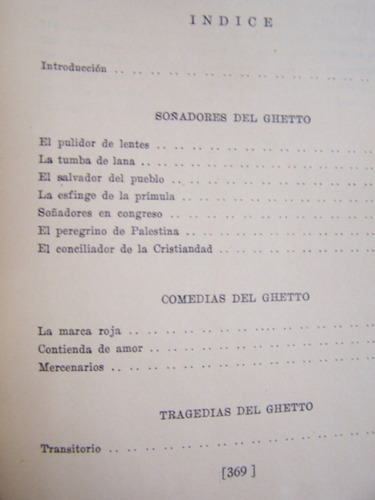 INDICE
Introducción .. .. .. .. .. .. .. .. .. .. .. ..
SOÑADORES DEL GHETTO
El pulidor de lentes .. .. .. .. .. .. .. .. .. ..
La tumba de lana .. .. .. .. .. .. .. .. .. ..
El salvador del pueblo .. .. .. .. .. .. .. .. ..
La esfinge de la prímula .. .. .. .. .. .. .. ..
Soñadores en congreso .. .. .. .. .. .. .. .. ..
El peregrino de Palestina .. .. .. .. .. .. .. ..
El conciliador de la Cristiandad .. .. .. .. .. ..
COMEDIAS DEL GHETTO
La marca roja .. .. .. .. .. .. .. .. .. .. ..
Contienda de amor .. .. .. .. .. .. .. .. .. ..
Mercenarios .. .. .. .. .. .. .. .. .. .. .. ..
TRAGEDIAS DEL GHETTO
Transitorio .. .. .. .. .. .. .. .. .. .. .. ..
[369]